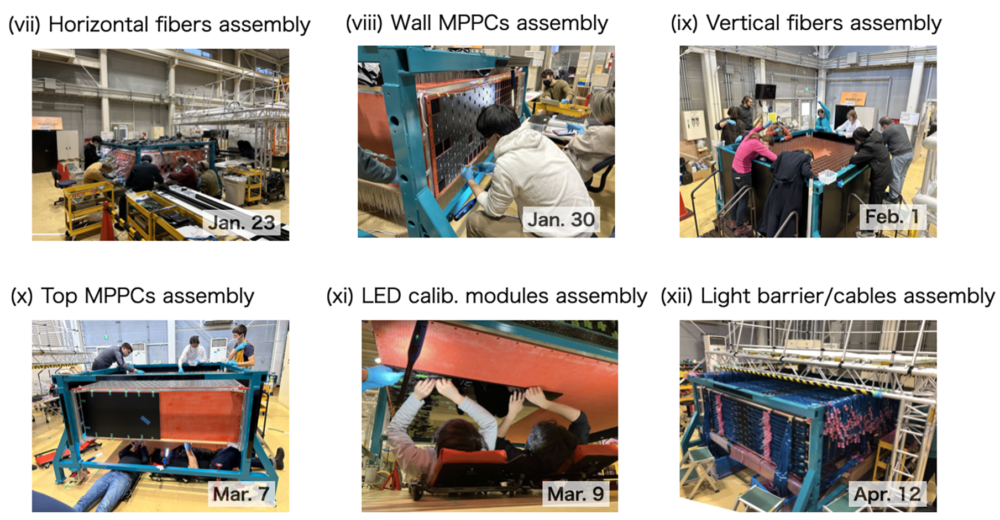 (vii) Horizontal fibers assembly
(viii) Wall MPPCs assembly
(ix) Vertical fibers assembly
Jan. 23
Jan. 30
Feb. 1
(x) Top MPPCs assembly
(xi) LED calib. modules assembly
(xii) Light barrier/cables assembly
Mar. 7
Mar. 9
Apr. 12